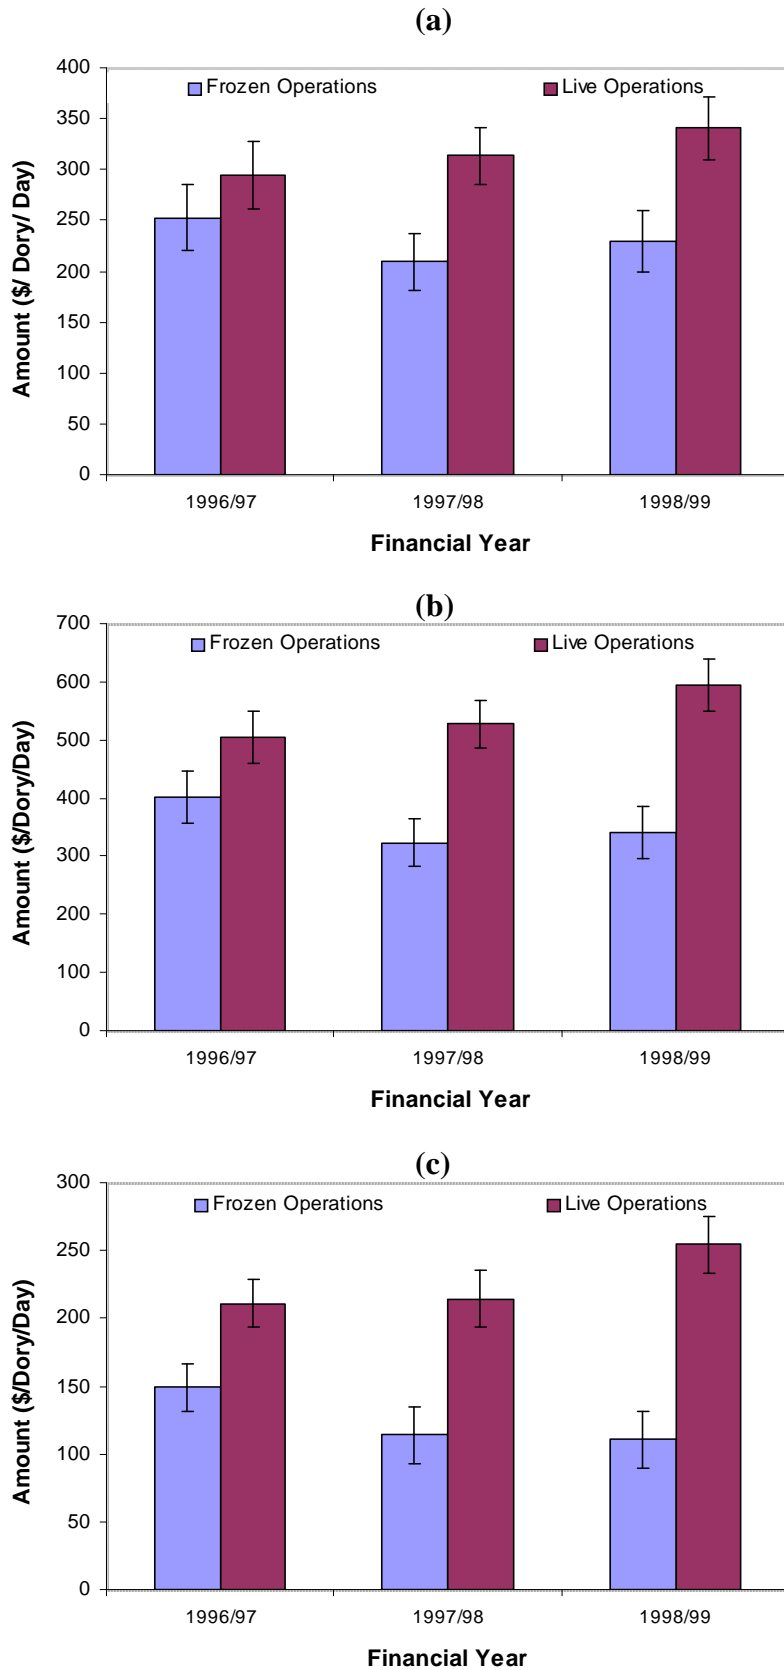 (a)
Frozen Operations Live Operations
400
350
300
250
200
150
100
50
0
Amount ($/ Dory/ Day)
1996/97 1997/98 1998/99
Financial Year
(b)
Frozen Operations Live Operations
700
600
500
400
300
200
100
0
Amount ($/Dory/Day)
1996/97 1997/98 1998/99
Financial Year
(c)
Frozen Operations Live Operations
300
250
200
150
100
50
0
Amount ($/Dory/Day)
1996/97 1997/98 1998/99
Financial Year